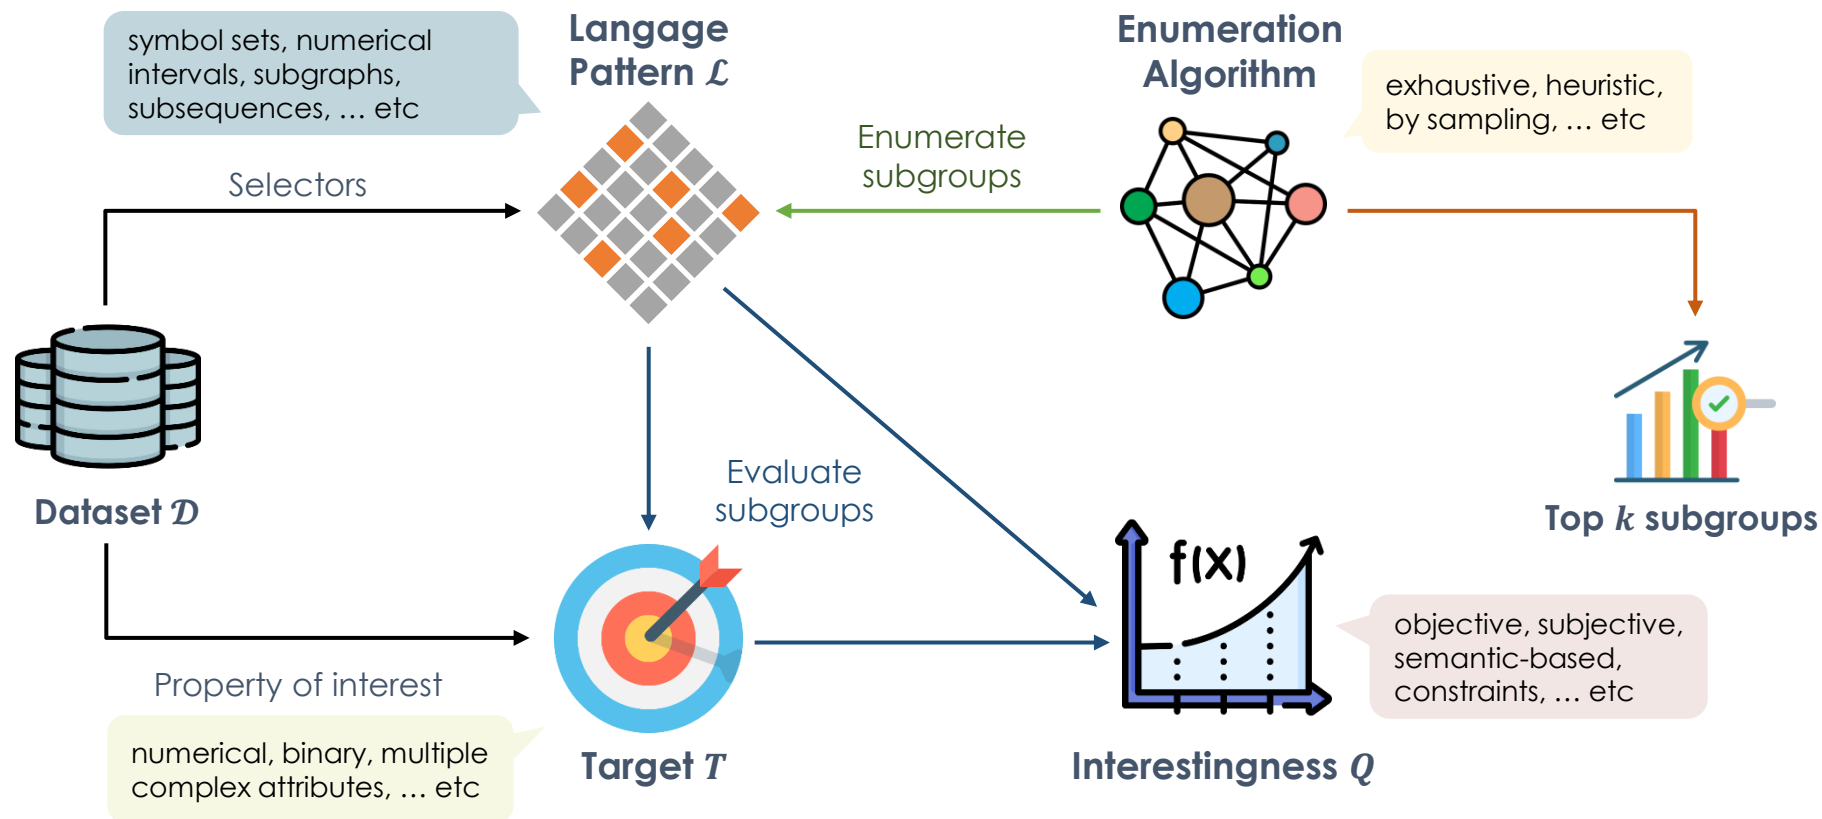 symbol sets, numerical
intervals, subgraphs,
subsequences, … etc
Langage
Pattern ℒ
Enumeration
Algorithm
exhaustive, heuristic,
by sampling, … etc
Enumerate
subgroups
Selectors
Dataset 𝒟
Evaluate
subgroups
Top k subgroups
f(x)
Property of interest
numerical, binary, multiple
complex attributes, … etc
Target T
Interestingness Q
objective, subjective,
semantic-based,
constraints, … etc